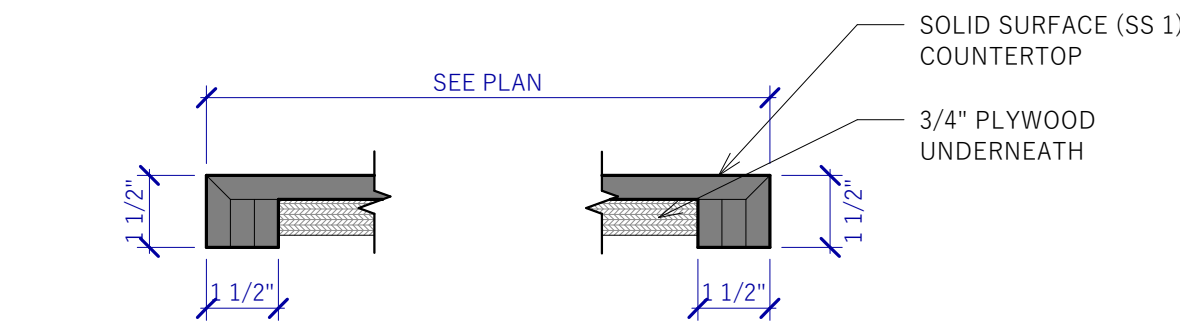 SOLID SURFACE (SS 1)
COUNTERTOP
SEE PLAN
3/4" PLYWOOD
UNDERNEATH
1 1/2"
1 1/2"
1 1/2"
1 1/2"